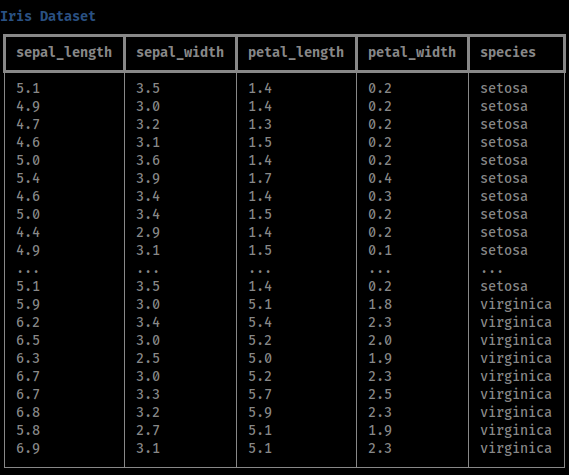 Iris Dataset
sepal_length sepal_width petal_length petal_width species
5.1 3.5 1.4 0.2 setosa
4.9 3.0 1.4 0.2 setosa
4.7 3.2 1.3 0.2 setosa
4.6 3.1 1.5 0.2 setosa
5.0 3.6 1.4 0.2 setosa
5.4 3.9 1.7 0.4 setosa
4.6 3.4 1.4 0.3 setosa
5.0 3.4 1.5 0.2 setosa
4.4 2.9 1.4 0.2 setosa
4.9 3.1 1.5 0.1 setosa
... ... ... ... ...
5.1 3.5 1.4 0.2 setosa
5.9 3.0 5.1 1.8 virginica
6.2 3.4 5.4 2.3 virginica
6.5 3.0 5.2 2.0 virginica
6.3 2.5 5.0 1.9 virginica
6.7 3.0 5.2 2.3 virginica
6.7 3.3 5.7 2.5 virginica
6.8 3.2 5.9 2.3 virginica
5.8 2.7 5.1 1.9 virginica
6.9 3.1 5.1 2.3 virginica